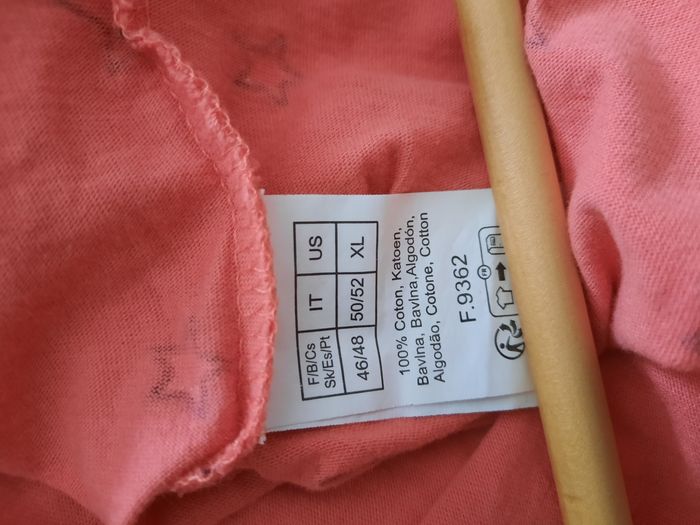 F/B/Cs
Sk/Es/Pt
IT
US
46/48
50/52
XL
100% Coton, Katoen,
Bavlna, Bavlna,Algodón,
Algodão, Cotone, Cotton
F.9362
FR